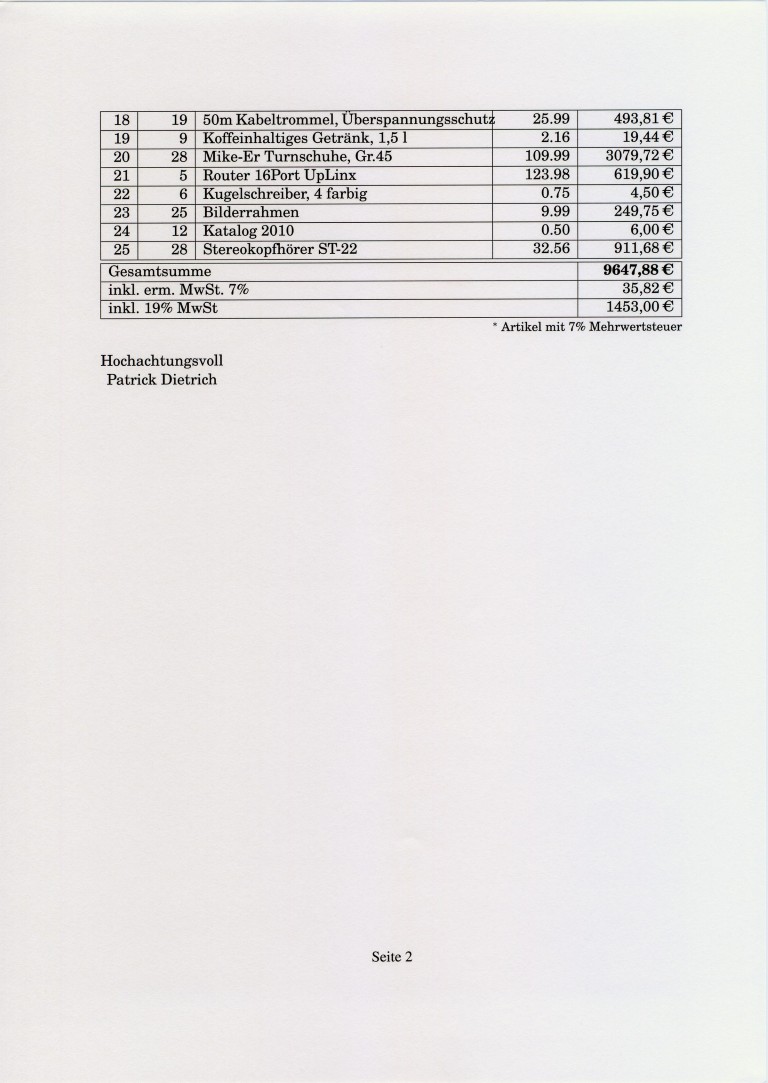 18 19 50m Kabeltrommel, Überspannungsschutz 25.99 493,81 €
19 9 Koffeinhaltiges Getränk, 1,5 l 2.16 19,44 €
20 28 Mike-Er Turnschuhe, Gr.45 109.99 3079,72 €
21 5 Router 16Port UpLinx 123.98 619,90 €
22 6 Kugelschreiber, 4 farbig 0.75 4,50 €
23 25 Bilderrahmen 9.99 249,75 €
24 12 Katalog 2010 0.50 6,00 €
25 28 Stereokopfhörer ST-22 32.56 911,68 €
Gesamtsumme 9647,88 €
inkl. erm. MwSt. 7% 35,82 €
inkl. 19% MwSt 1453,00 €
* Artikel mit 7% Mehrwertsteuer
Hochachtungsvoll
Patrick Dietrich
Seite 2